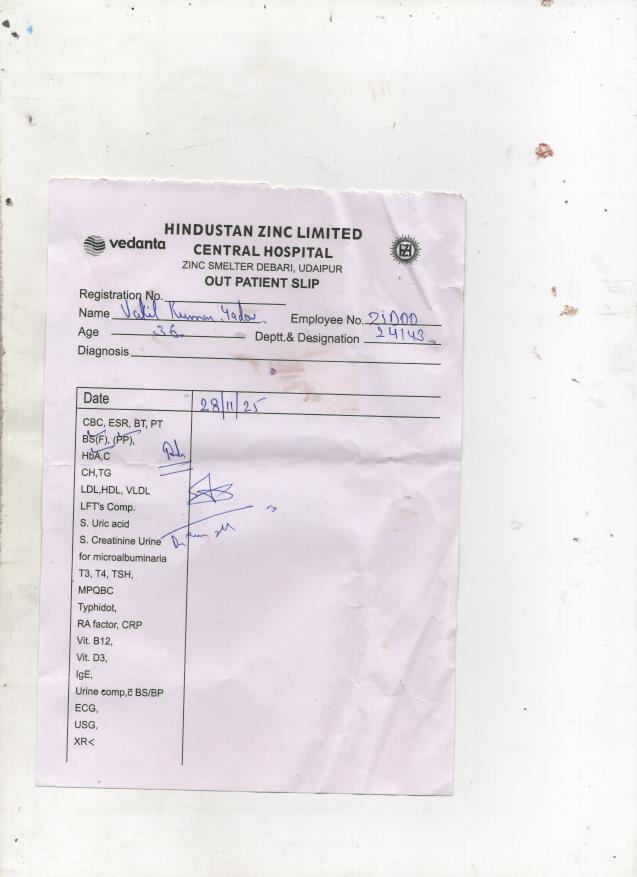 vedanta
HINDUSTAN ZINC LIMITED
CENTRAL HOSPITAL
ZINC SMELTER DEBARI, UDAIPUR
OUT PATIENT SLIP
Registration No.
Name Vakil Kumar Yadav Employee No.
Age 36 Deptt.& Designation 24143
Diagnosis
Date 28/11/25
CBC, ESR, BT, PT
BS(F), (PP),
HbA,C
CH,TG
LDL,HDL, VLDL
LFT's Comp.
S. Uric acid
S. Creatinine Urine
for microalbuminaria
T3, T4, TSH,
MPQBC
Typhidot,
RA factor, CRP
Vit. B12,
Vit. D3,
IgE,
Urine comp,c̄ BS/BP
ECG,
USG,
XR<